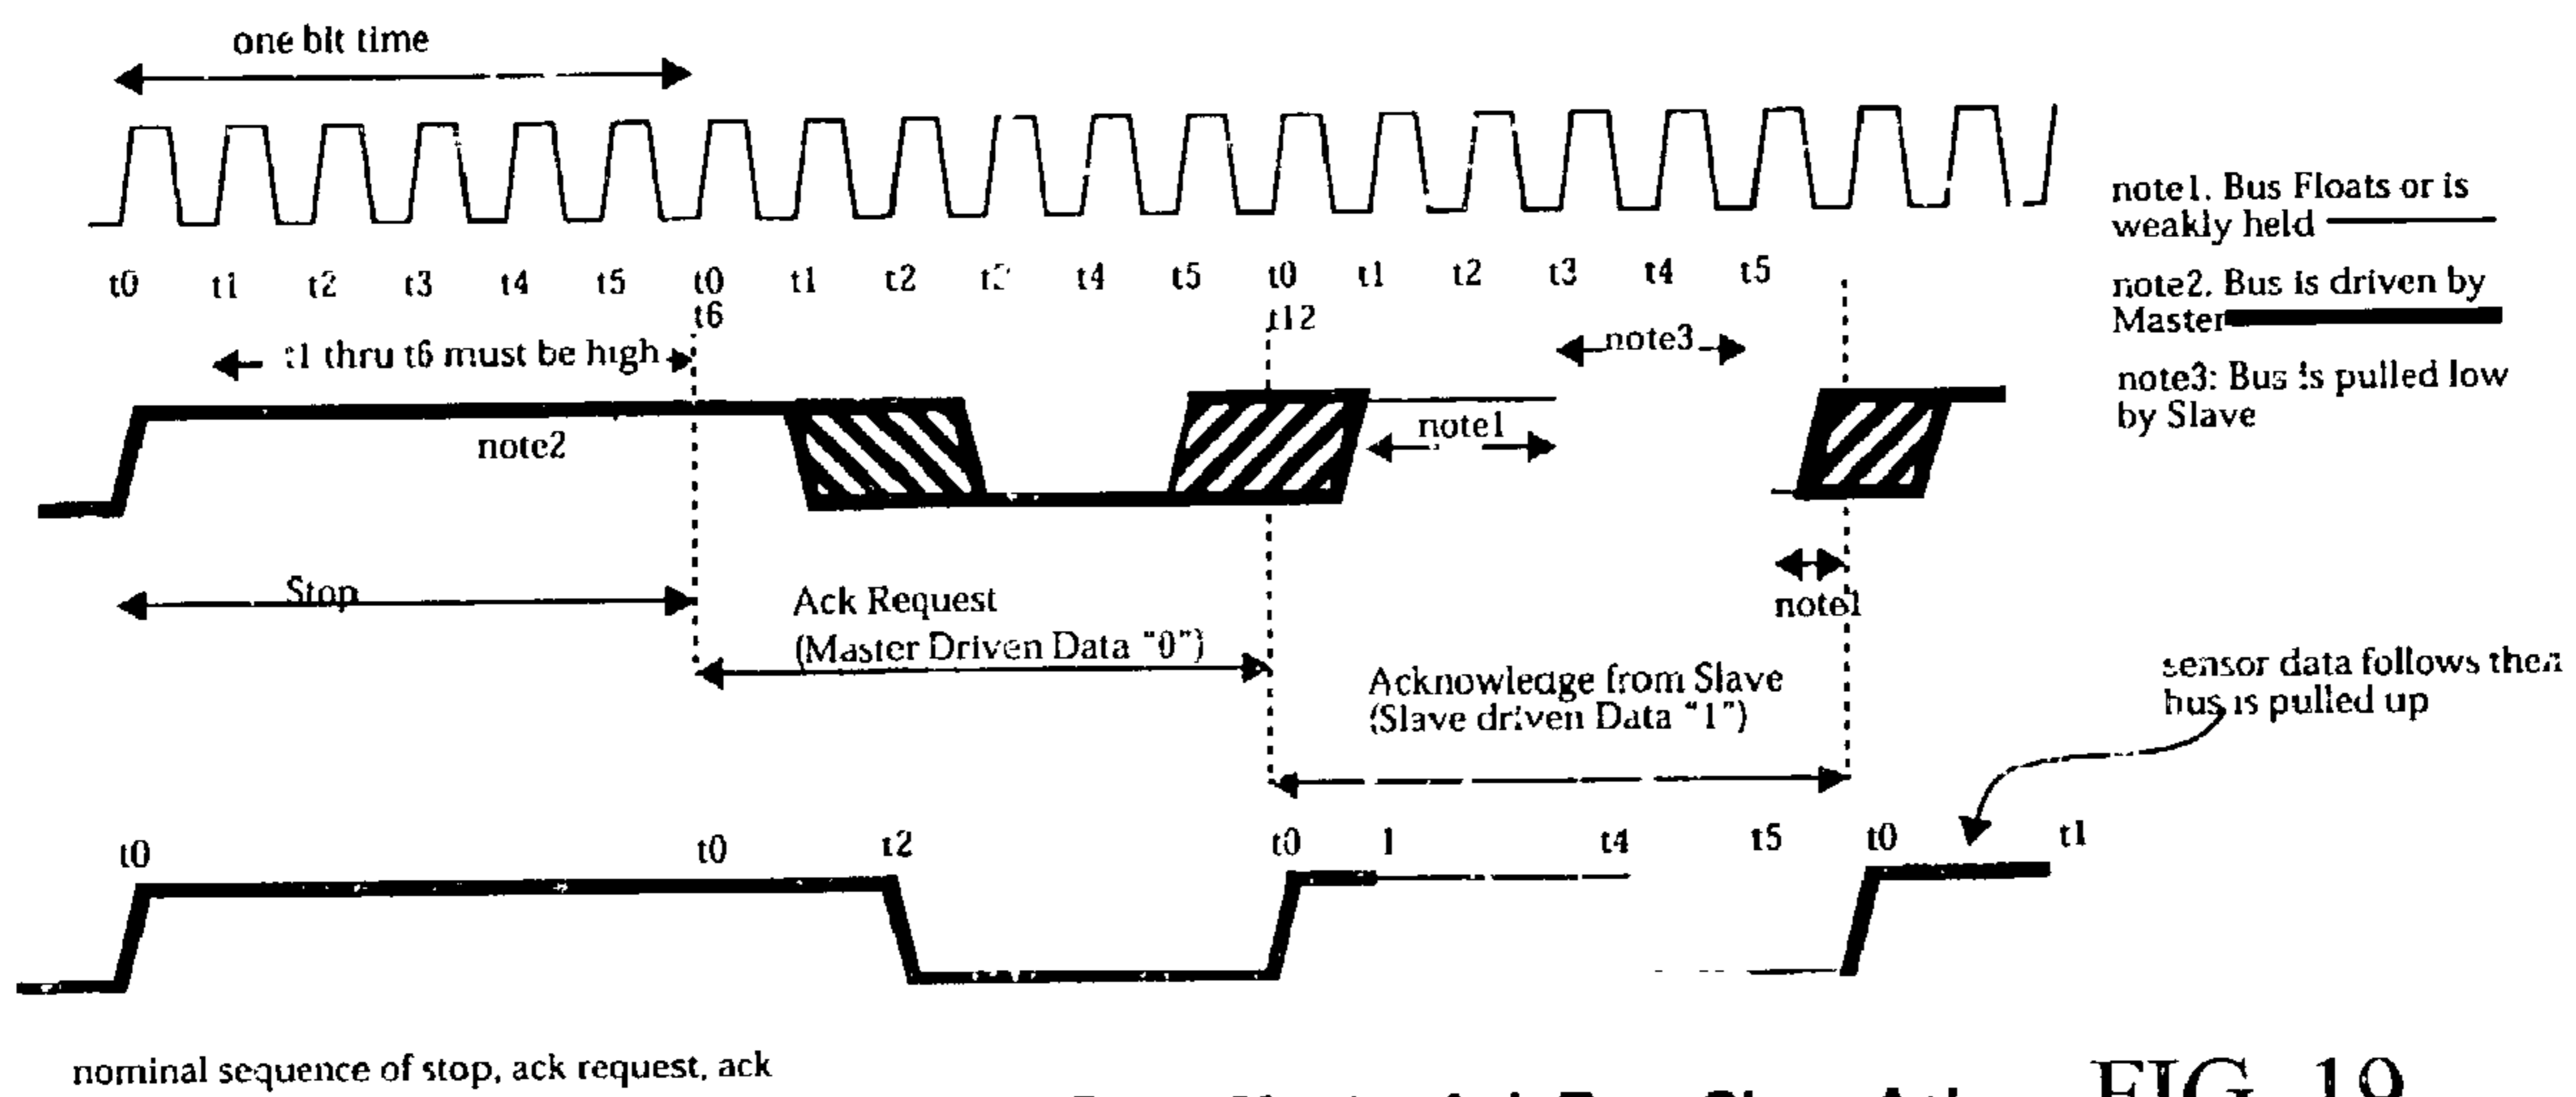 one bit time
t0 t1 t2 t3 t4 t5 t0 t1 t2 t4 t5 t0 t1 t2 t3 t4 t5
t6 t12
t1 thru t6 must be high
note3
note2
note1
note1. Bus Floats or is
weakly held
note2. Bus is driven by
Master
note3: Bus is pulled low
by Slave
Stop
Ack Request
(Master Driven Data "0")
note1
Acknowledge from Slave
(Slave driven Data "1")
sensor data follows then
bus is pulled up
t0 t0 t2 t0 1 t4 t5 t0 t1
nominal sequence of stop, ack request, ack
FIG. 19